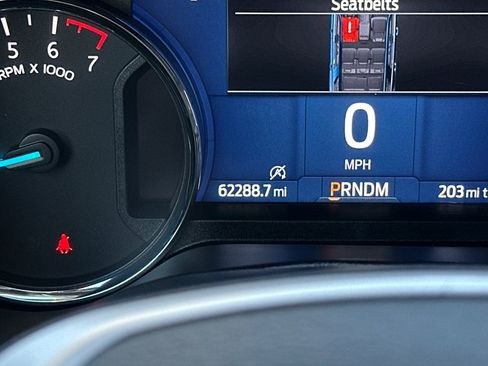 Seatbelts
5 6 7
RPM X 1000
0
MPH
62288.7 mi
PRNDM
203 mi t